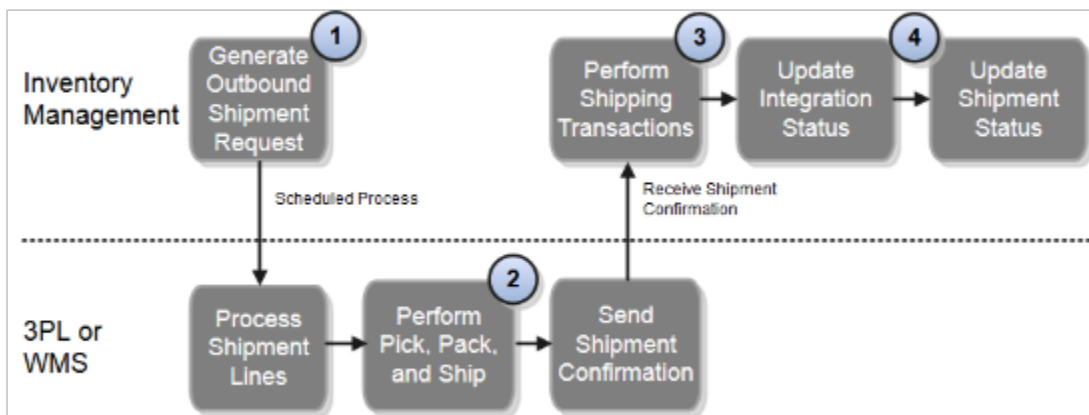 Inventory
Management
1
Generate
Outbound
Shipment
Request
3
Perform
Shipping
Transactions
Update
Integration
Status
4
Update
Shipment
Status
Scheduled Process
Receive Shipment
Confirmation
3PL or
WMS
Process
Shipment
Lines
2
Perform
Pick, Pack,
and Ship
Send
Shipment
Confirmation